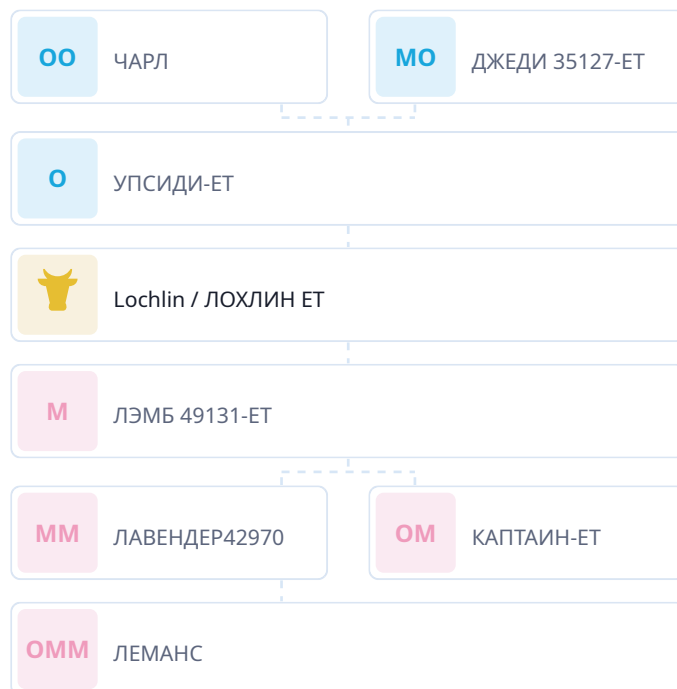 ОО ЧАРЛ
МО ДЖЕДИ 35127-ЕТ
О УПСИДИ-ЕТ
Lochlin / ЛОХЛИН ЕТ
М ЛЭМБ 49131-ЕТ
ММ ЛАВЕНДЕР42970
ОМ КАПТАИН-ЕТ
ОММ ЛЕМАНС